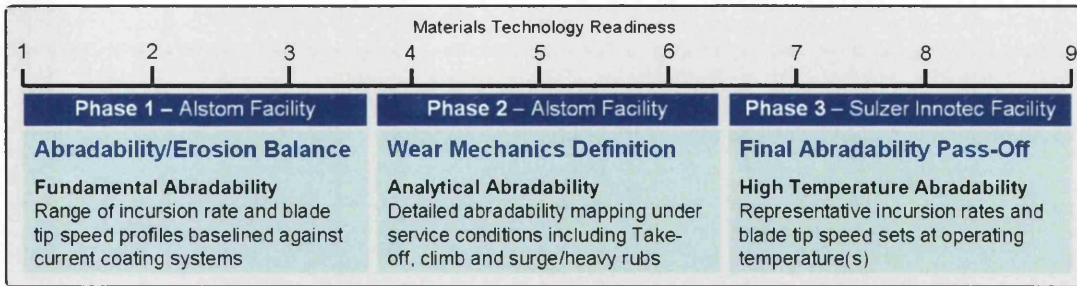 Materials Technology Readiness
1 2 3 4 5 6 7 8 9
Phase 1 – Alstom Facility
Abradability/Erosion Balance
Fundamental Abradability
Range of incursion rate and blade
tip speed profiles baselined against
current coating systems
Phase 2 – Alstom Facility
Wear Mechanics Definition
Analytical Abradability
Detailed abradability mapping under
service conditions including Take-
off, climb and surge/heavy rubs
Phase 3 – Sulzer Innotec Facility
Final Abradability Pass-Off
High Temperature Abradability
Representative incursion rates and
blade tip speed sets at operating
temperature(s)